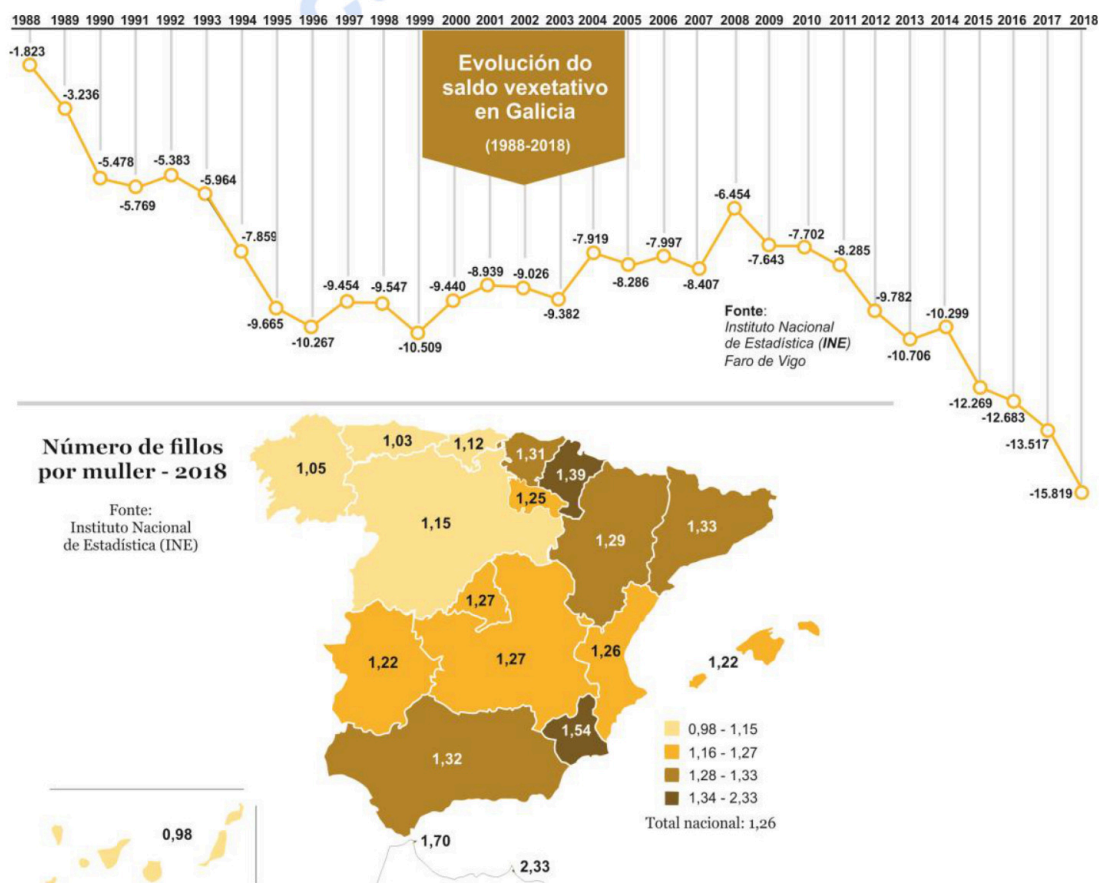 1988 1989 1990 1991 1992 1993 1994 1995 1996 1997 1998 1999 2000 2001 2002 2003 2004 2005 2006 2007 2008 2009 2010 2011 2012 2013 2014 2015 2016 2017 2018
Evolución do
saldo vexetativo
en Galicia
(1988-2018)
-1.823
-3.236
-5.478
-5.769
-5.383
-5.964
-7.859
-9.665
-10.267
-9.454
-9.547
-10.509
-9.440
-8.939
-9.026
-9.382
-7.919
-8.286
-7.997
-8.407
-6.454
-7.643
-7.702
-8.285
-9.782
-10.706
-10.299
-12.269
-12.683
-13.517
-15.819
Fonte:
Instituto Nacional
de Estadística (INE)
Faro de Vigo
Número de fillos
por muller - 2018
Fonte:
Instituto Nacional
de Estadística (INE)
1,05
1,03
1,12
1,31
1,39
1,25
1,15
1,29
1,33
1,27
1,22
1,27
1,26
1,22
1,54
1,32
0,98
1,70
2,33
0,98 - 1,15
1,16 - 1,27
1,28 - 1,33
1,34 - 2,33
Total nacional: 1,26